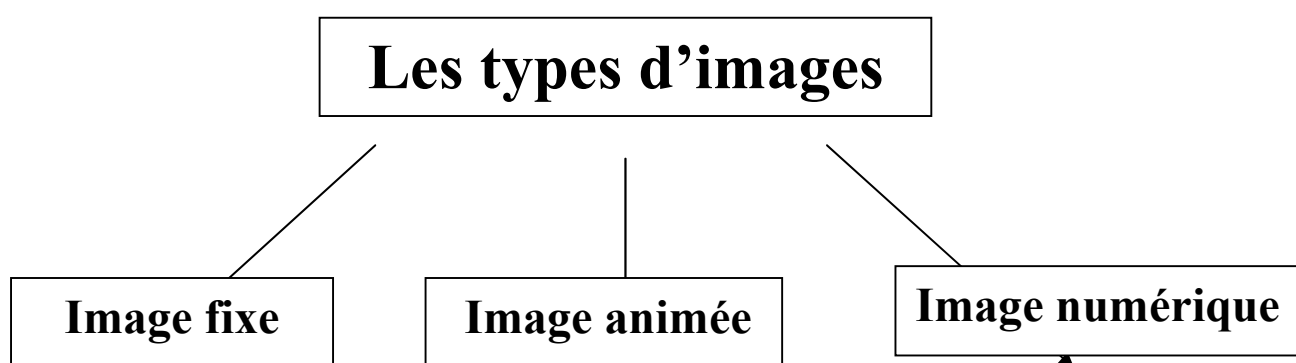 Les types d’images
Image fixe
Image animée
Image numérique